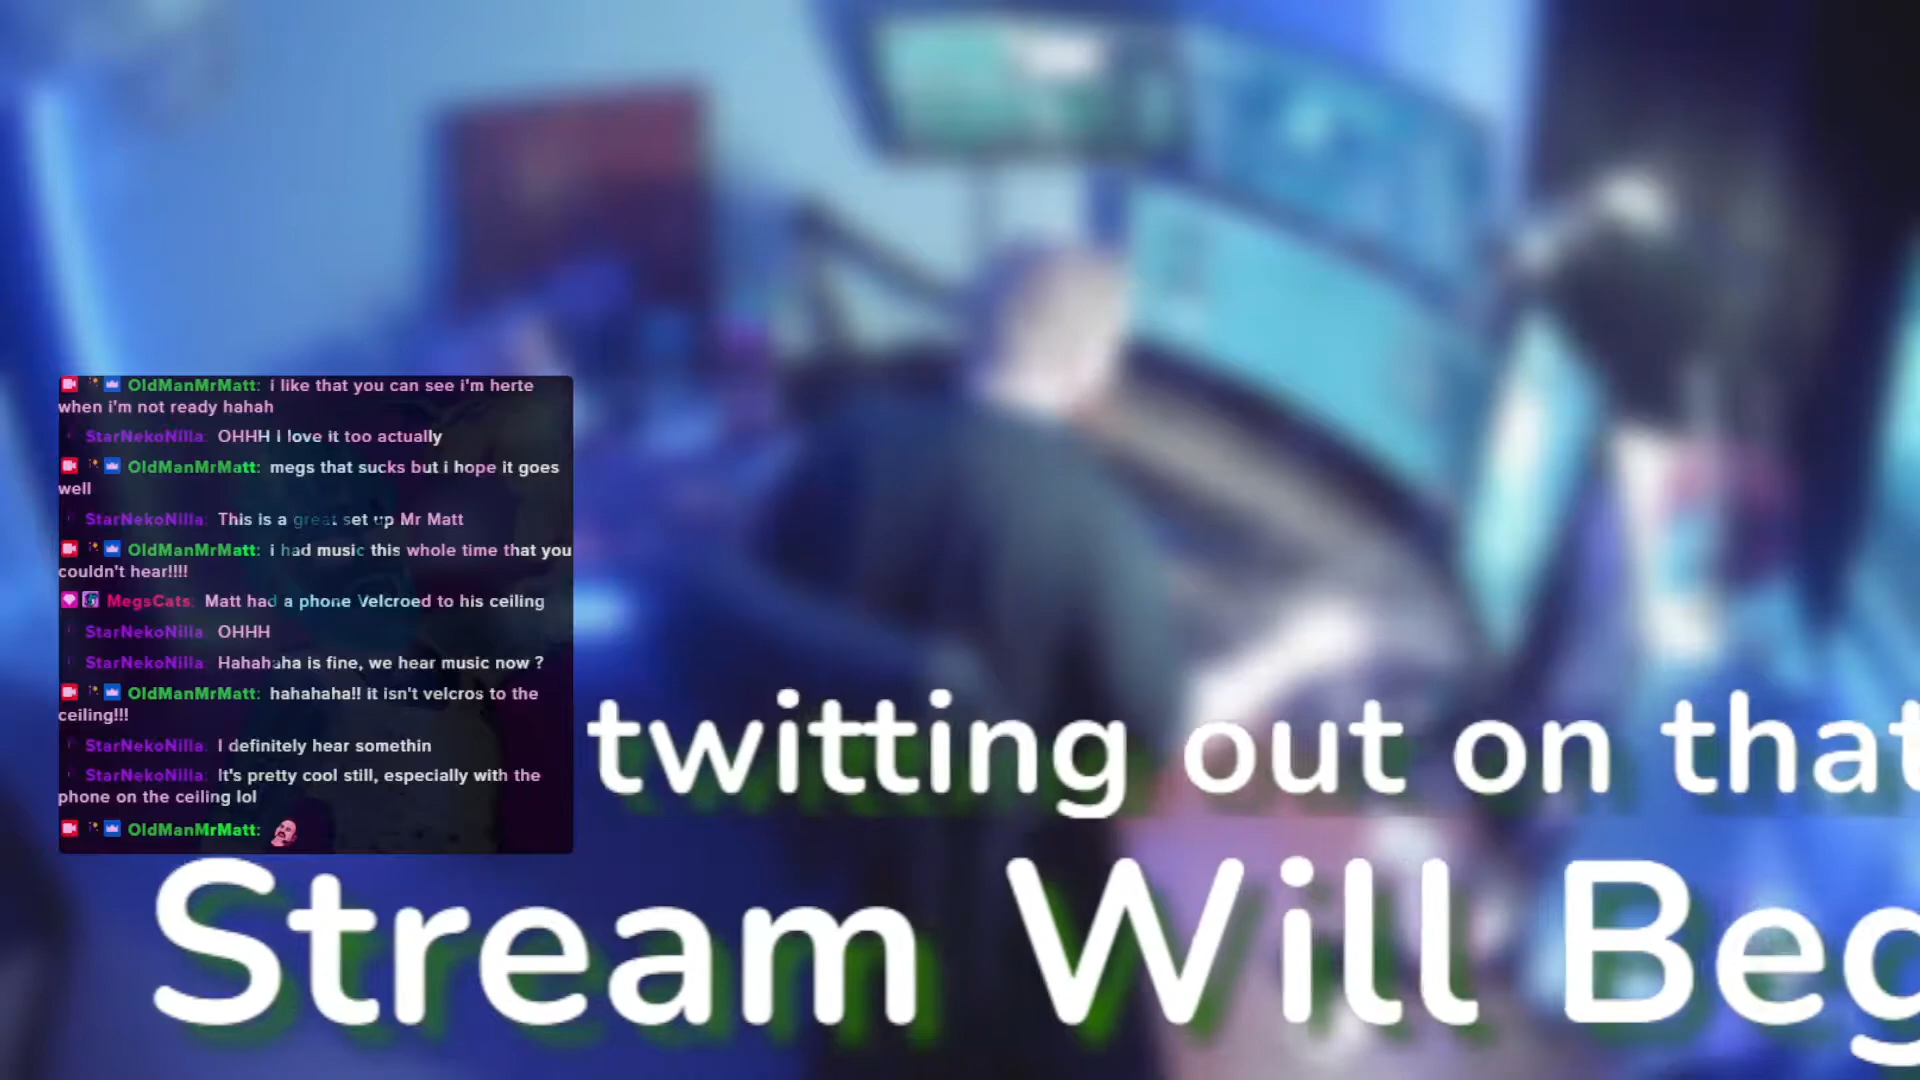 OldManMrMatt: i like that you can see i'm herte
when i'm not ready hahah
StarNekoNilla: OHHH I love it too actually
OldManMrMatt: megs that sucks but i hope it goes
well
StarNekoNilla: This is a great set up Mr Matt
OldManMrMatt: i had music this whole time that you
couldn't hear!!!!
MegsCats: Matt had a phone Velcroed to his ceiling
StarNekoNilla: OHHH
StarNekoNilla: Hahahaha is fine, we hear music now ?
OldManMrMatt: hahahaha!! it isn't velcros to the
ceiling!!!
StarNekoNilla: I definitely hear somethin
StarNekoNilla: It's pretty cool still, especially with the
phone on the ceiling lol
OldManMrMatt:
twitting out on that
Stream Will Beg